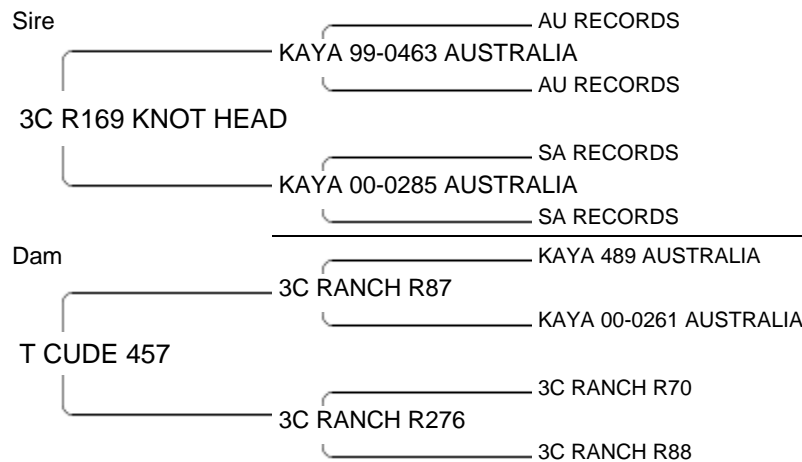 Sire
AU RECORDS
KAYA 99-0463 AUSTRALIA
AU RECORDS
3C R169 KNOT HEAD
SA RECORDS
KAYA 00-0285 AUSTRALIA
SA RECORDS
Dam
KAYA 489 AUSTRALIA
3C RANCH R87
KAYA 00-0261 AUSTRALIA
T CUDE 457
3C RANCH R70
3C RANCH R276
3C RANCH R88